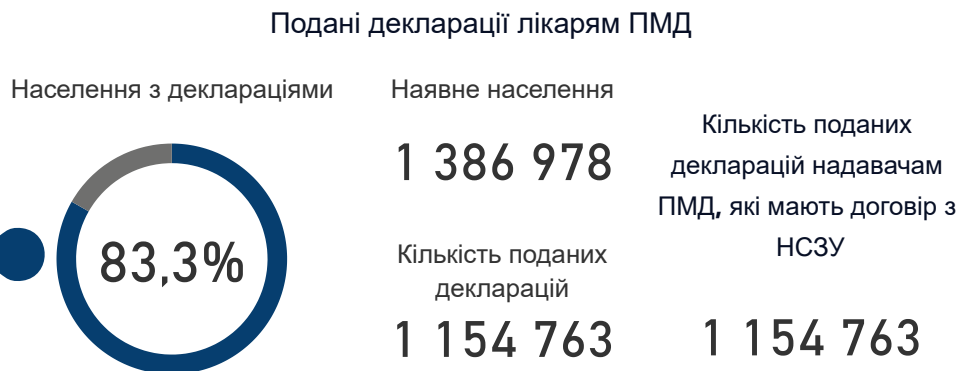 Подані декларації лікарям ПМД
Населення з деклараціями
83,3%
Наявне населення
1 386 978
Кількість поданих
декларацій
1 154 763
Кількість поданих
декларацій надавачам
ПМД, які мають договір з
НСЗУ
1 154 763